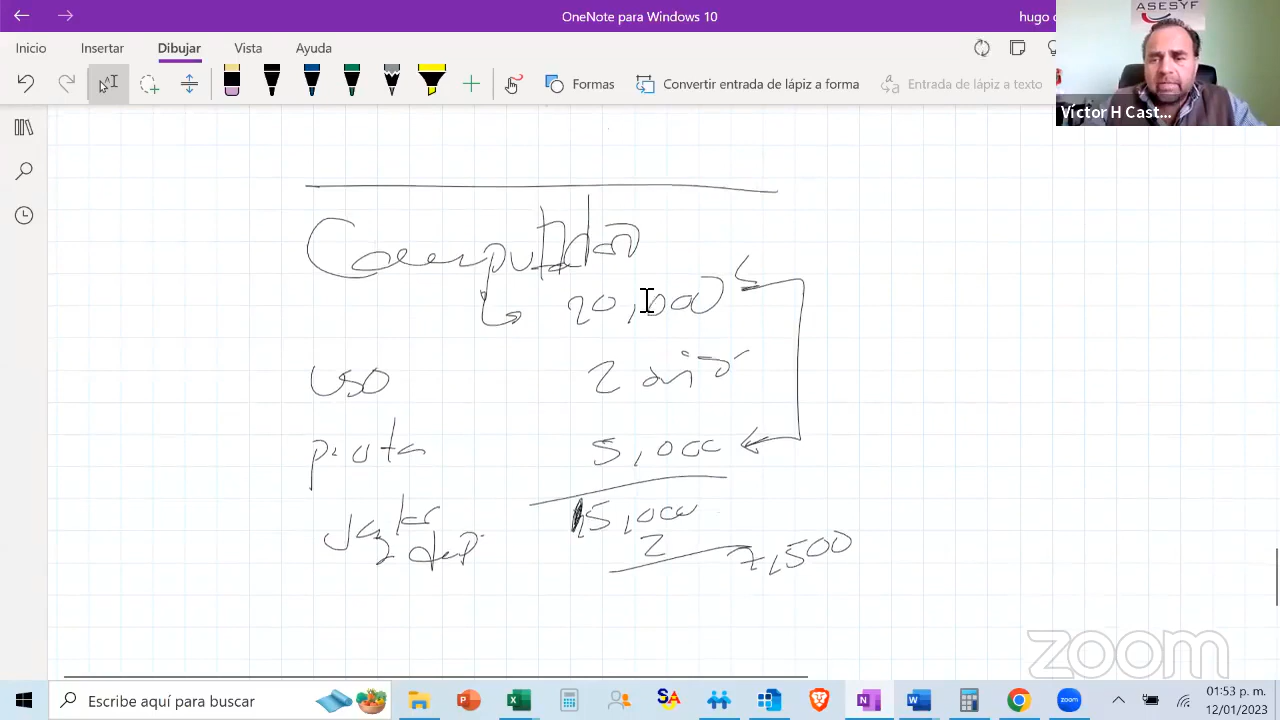 OneNote para Windows 10
hugo
Inicio Insertar Dibujar Vista Ayuda
Formas Convertir entrada de lápiz a forma Entrada de lápiz a texto
ASESYF
Víctor H Cast...
20,000
USO 2 años
5,000
15,000
2 7,500
zoom
Escribe aquí para buscar
01:53 p. m.
12/01/2023